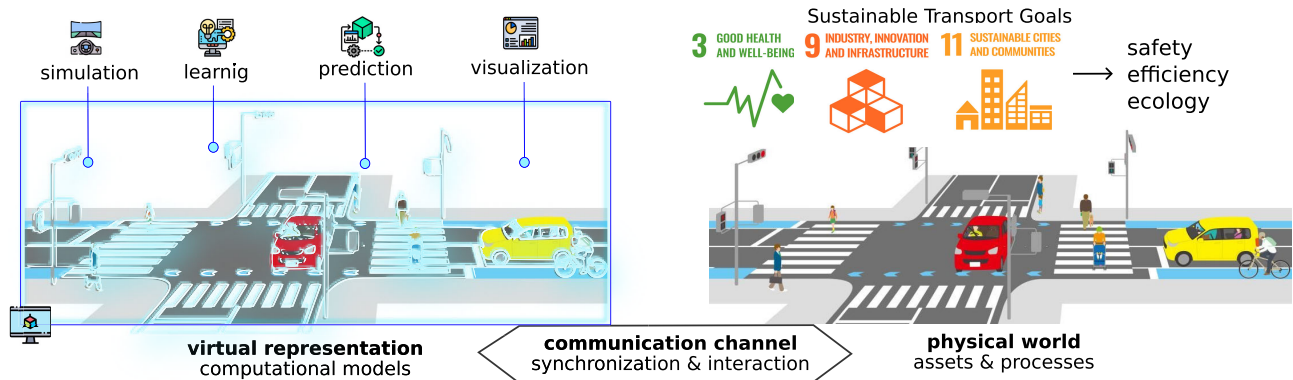 simulation
learnig
prediction
visualization
Sustainable Transport Goals
3 GOOD HEALTH
AND WELL-BEING
9 INDUSTRY, INNOVATION
AND INFRASTRUCTURE
11 SUSTAINABLE CITIES
AND COMMUNITIES
safety
efficiency
ecology
virtual representation
computational models
communication channel
synchronization & interaction
physical world
assets & processes